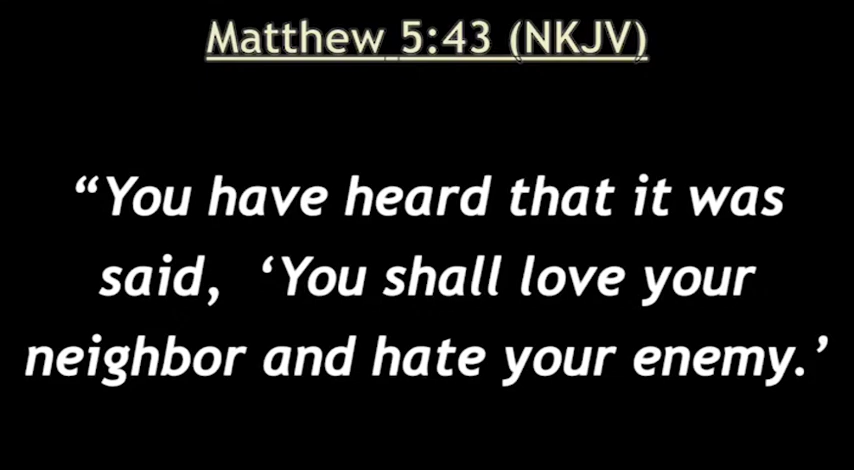 Matthew 5:43 (NKJV)
“You have heard that it was
said, ‘You shall love your
neighbor and hate your enemy.’